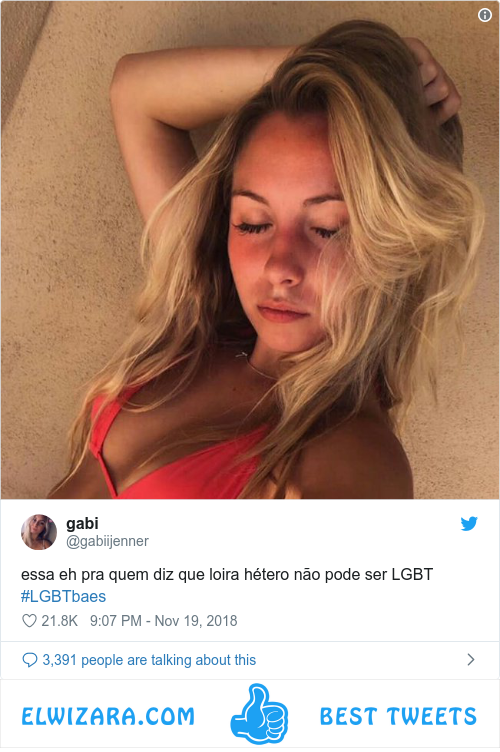 gabi
@gabiijenner
essa eh pra quem diz que loira hétero não pode ser LGBT
#LGBTbaes
21.8K 9:07 PM - Nov 19, 2018
3,391 people are talking about this
ELWIZARA.COM BEST TWEETS